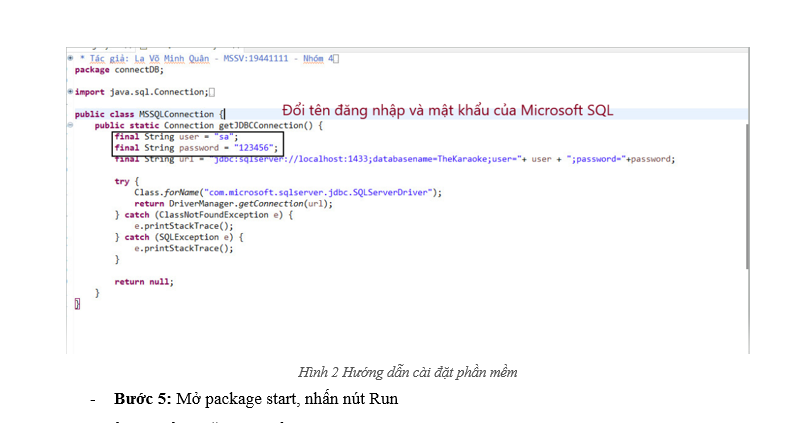 * Tác giả: La Võ Minh Quân - MSSV:19441111 - Nhóm 4
package connectDB;
import java.sql.Connection;
public class MSSQLConnection {
Đổi tên đăng nhập và mật khẩu của Microsoft SQL
public static Connection getJDBCConnection() {
final String user = "sa";
final String password = "123456";
final String url = "jdbc:sqlserver://localhost:1433;databasename=TheKaraoke;user="+ user + ";password="+password;
try {
Class.forName("com.microsoft.sqlserver.jdbc.SQLServerDriver");
return DriverManager.getConnection(url);
} catch (ClassNotFoundException e) {
e.printStackTrace();
} catch (SQLException e) {
e.printStackTrace();
}
return null;
}
}
Hình 2 Hướng dẫn cài đặt phần mềm
- Bước 5: Mở package start, nhấn nút Run